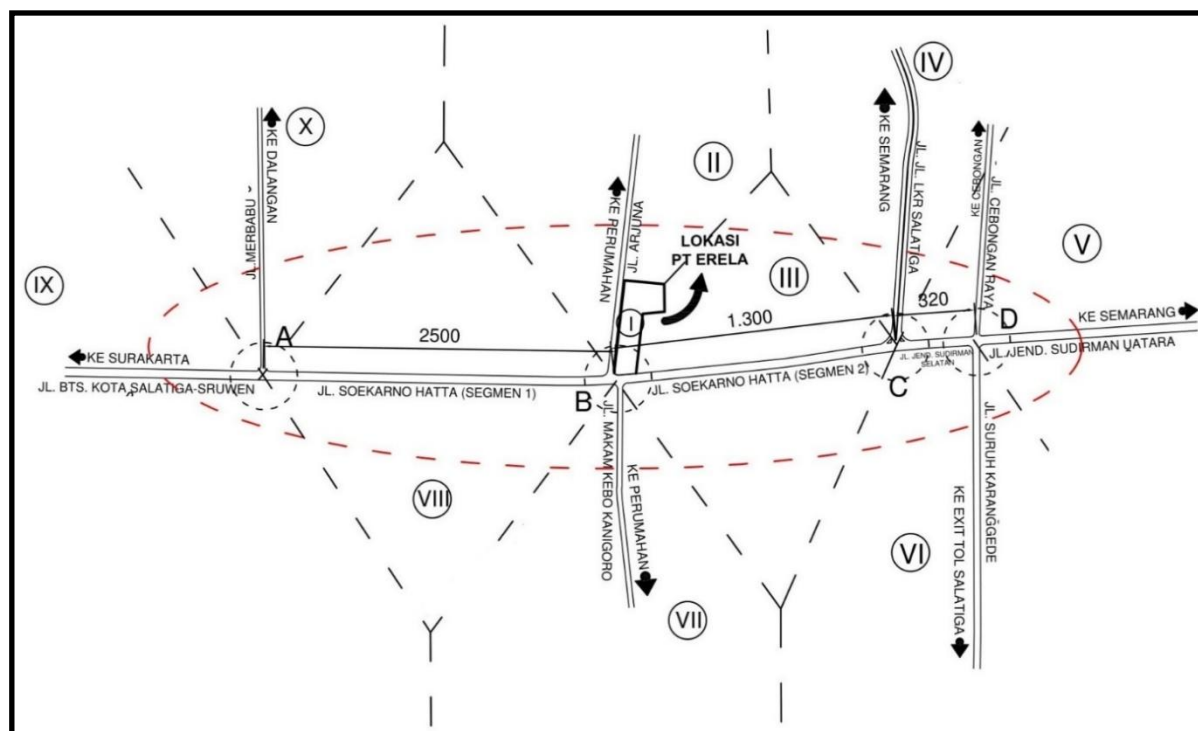 IV
X
II
KE DALANGAN
JL.MERBABU
KE PERUMAHAN
JL. ARJUNA
KE SEMARANG
JL. JL. LKR SALATIGA
KE CEBONGAN
JL. CEBONGAN RAYA
V
LOKASI
PT ERELA
IX
III
320
I
1.300
2500
A
D
KE SEMARANG
KE SURAKARTA
JL. BTS. KOTA SALATIGA-SRUWEN
JL. SOEKARNO HATTA (SEGMEN 1)
B
JL. SOEKARNO HATTA (SEGMEN 2)
C
JL. JEND. SUDIRMAN
SELATAN
JL. JEND. SUDIRMAN UATARA
JL. MAKAM KEBO KANIGORO
KE PERUMAHAN
JL. SURUH KARANGGEDE
KE EXIT TOL SALATIGA
VIII
VI
VII